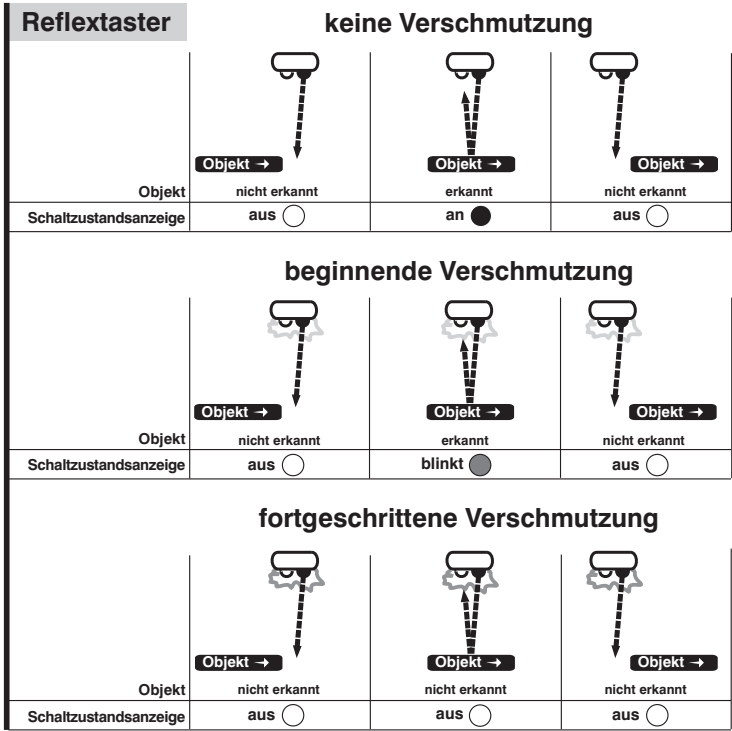 Reflextaster
keine Verschmutzung
Objekt → Objekt → Objekt →
Objekt nicht erkannt erkannt nicht erkannt
Schaltzustandsanzeige aus an aus
beginnende Verschmutzung
Objekt → Objekt → Objekt →
Objekt nicht erkannt erkannt nicht erkannt
Schaltzustandsanzeige aus blinkt aus
fortgeschrittene Verschmutzung
Objekt → Objekt → Objekt →
Objekt nicht erkannt nicht erkannt nicht erkannt
Schaltzustandsanzeige aus aus aus